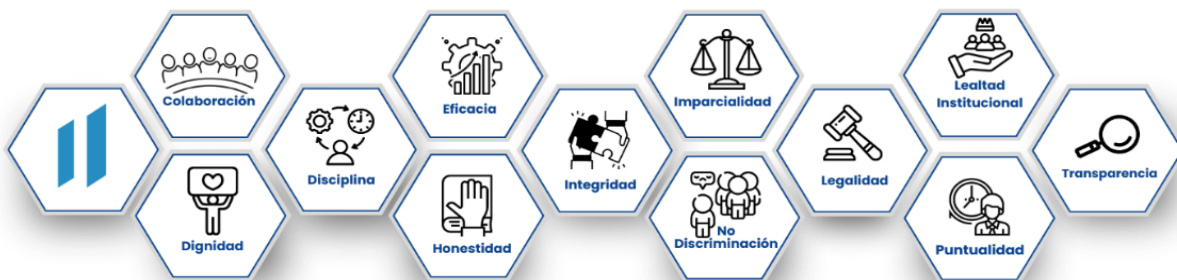 Colaboración
Dignidad
Disciplina
Eficacia
Honestidad
Integridad
Imparcialidad
No
Discriminación
Legalidad
Lealtad
Institucional
Puntualidad
Transparencia